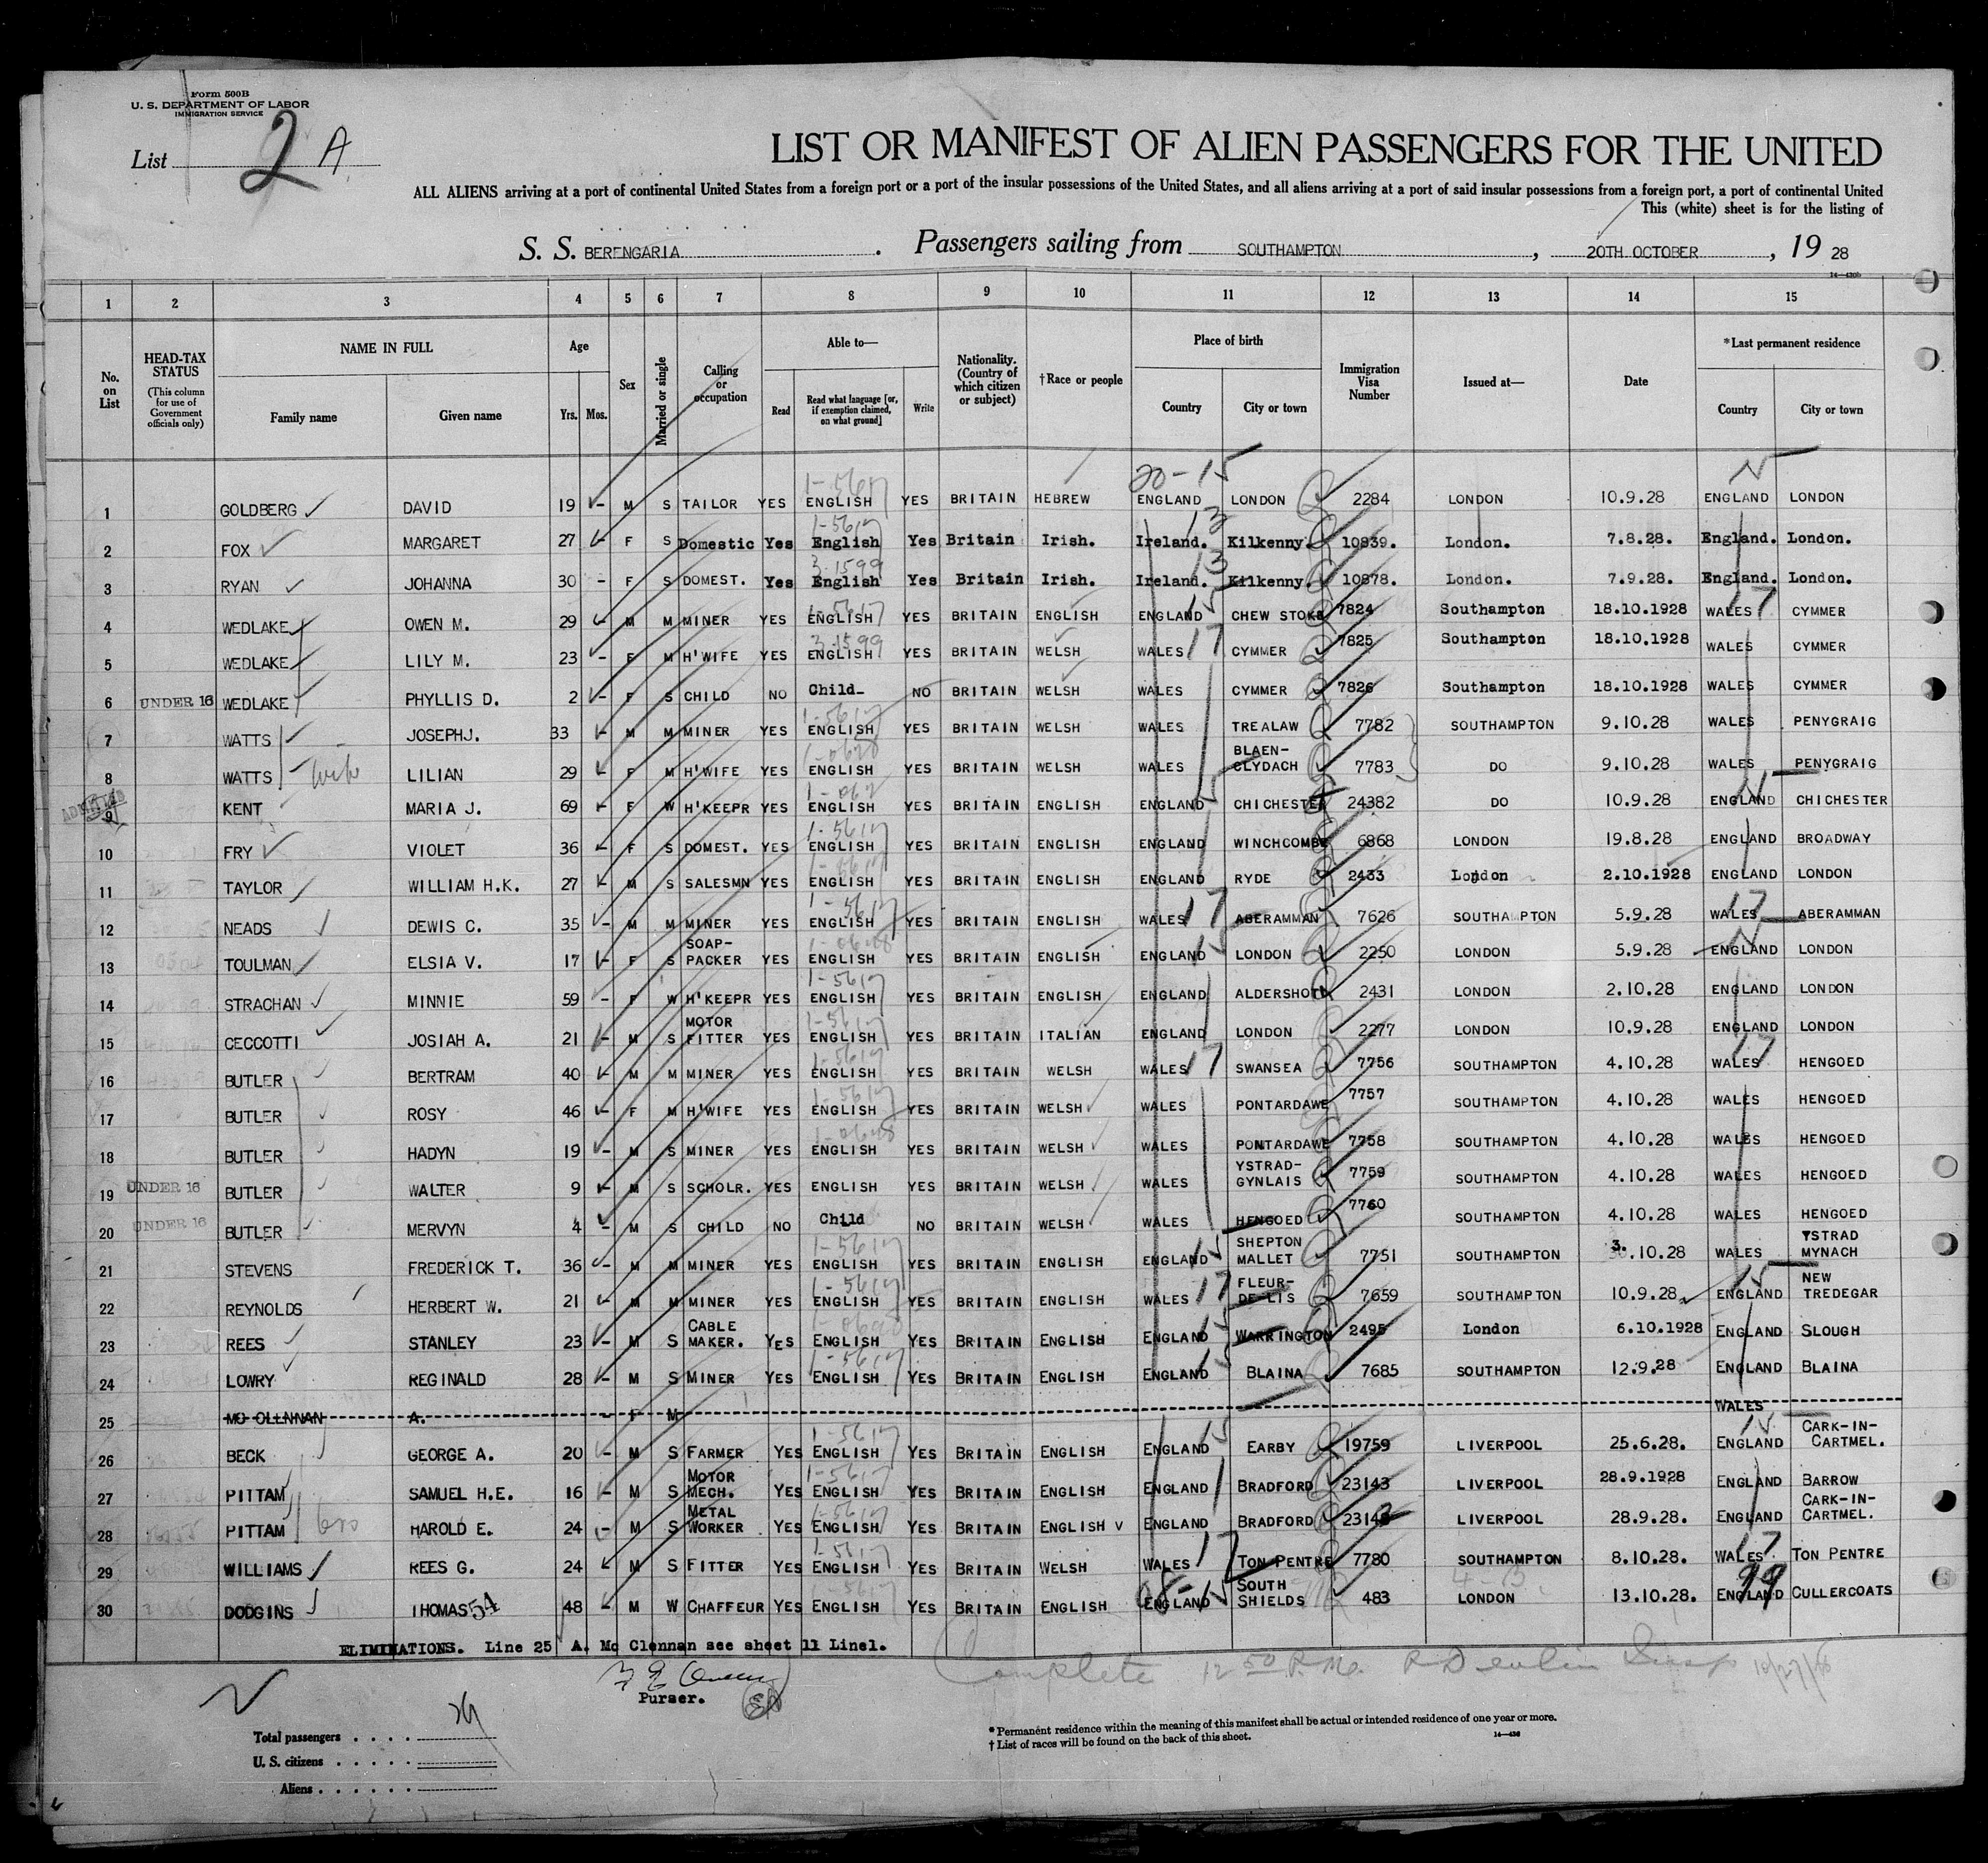 Form 500B
U. S. DEPARTMENT OF LABOR
IMMIGRATION SERVICE
List 2 A
LIST OR MANIFEST OF ALIEN PASSENGERS FOR THE UNITED
ALL ALIENS arriving at a port of continental United States from a foreign port or a port of the insular possessions of the United States, and all aliens arriving at a port of said insular possessions from a foreign port, a port of continental United
This (white) sheet is for the listing of
S. S. BERENGARIA . Passengers sailing from SOUTHAMPTON , 20TH OCTOBER , 19 28
1 2 3 4 5 6 7 8 9 10 11 12 13 14 15
No. on List HEAD-TAX STATUS (This column for use of Government officials only) NAME IN FULL Family name Given name Age Yrs. Mos. Sex Married or single Calling or occupation Able to— Read Read what language [or, if exemption claimed, on what ground] Write Nationality. (Country of which citizen or subject) †Race or people Place of birth Country City or town Immigration Visa Number Issued at— Date *Last permanent residence Country City or town
20-15
1 GOLDBERG DAVID 19 - M S TAILOR YES ENGLISH YES BRITAIN HEBREW ENGLAND LONDON 2284 LONDON 10.9.28 ENGLAND LONDON
2 FOX MARGARET 27 - F S Domestic Yes English Yes Britain Irish. Ireland. Kilkenny. 10839. London. 7.8.28. England. London.
3 RYAN JOHANNA 30 - F S DOMEST. Yes English Yes Britain Irish. Ireland. Kilkenny. 10878. London. 7.9.28. England. London.
4 WEDLAKE OWEN M. 29 - M M MINER YES ENGLISH YES BRITAIN ENGLISH ENGLAND CHEW STOKE 7824 Southampton 18.10.1928 WALES CYMMER
5 WEDLAKE LILY M. 23 - F M H'WIFE YES ENGLISH YES BRITAIN WELSH WALES 17 CYMMER 7825 Southampton 18.10.1928 WALES CYMMER
6 UNDER 16 WEDLAKE PHYLLIS D. 2 - F S CHILD NO Child- NO BRITAIN WELSH WALES CYMMER 7826 Southampton 18.10.1928 WALES CYMMER
7 WATTS JOSEPHJ. 33 - M M MINER YES ENGLISH YES BRITAIN WELSH WALES TREALAW 7782 SOUTHAMPTON 9.10.28 WALES PENYGRAIG
8 WATTS wife LILIAN 29 - F M H'WIFE YES ENGLISH YES BRITAIN WELSH WALES BLAEN-CLYDACH 7783 DO 9.10.28 WALES PENYGRAIG
ADMITTED 9 KENT MARIA J. 69 - F W H'KEEPR YES ENGLISH YES BRITAIN ENGLISH ENGLAND CHICHESTER 24382 DO 10.9.28 ENGLAND CHICHESTER
10 FRY VIOLET 36 - F S DOMEST. YES ENGLISH YES BRITAIN ENGLISH ENGLAND WINCHCOMBE 6868 LONDON 19.8.28 ENGLAND BROADWAY
11 TAYLOR WILLIAM H.K. 27 - M S SALESMN YES ENGLISH YES BRITAIN ENGLISH ENGLAND RYDE 2433 London 2.10.1928 ENGLAND LONDON
12 NEADS DEWIS C. 35 - M M MINER YES ENGLISH YES BRITAIN ENGLISH WALES 17 ABERAMMAN 7626 SOUTHAMPTON 5.9.28 WALES 17 ABERAMMAN
13 TOULMAN ELSIA V. 17 - F S SOAP-PACKER YES ENGLISH YES BRITAIN ENGLISH ENGLAND LONDON 2250 LONDON 5.9.28 ENGLAND LONDON
14 STRACHAN MINNIE 59 - F W H'KEEPR YES ENGLISH YES BRITAIN ENGLISH ENGLAND ALDERSHOT 2431 LONDON 2.10.28 ENGLAND LONDON
15 CECCOTTI JOSIAH A. 21 - M S MOTOR FITTER YES ENGLISH YES BRITAIN ITALIAN ENGLAND LONDON 2277 LONDON 10.9.28 ENGLAND LONDON
16 BUTLER BERTRAM 40 - M M MINER YES ENGLISH YES BRITAIN WELSH WALES 17 SWANSEA 7756 SOUTHAMPTON 4.10.28 WALES 17 HENGOED
17 BUTLER ROSY 46 - F M H'WIFE YES ENGLISH YES BRITAIN WELSH WALES PONTARDAWE 7757 SOUTHAMPTON 4.10.28 WALES HENGOED
18 BUTLER HADYN 19 - M S MINER YES ENGLISH YES BRITAIN WELSH WALES PONTARDAWE 7758 SOUTHAMPTON 4.10.28 WALES HENGOED
19 UNDER 16 BUTLER WALTER 9 - M S SCHOLR. YES ENGLISH YES BRITAIN WELSH WALES YSTRAD-GYNLAIS 7759 SOUTHAMPTON 4.10.28 WALES HENGOED
20 UNDER 16 BUTLER MERVYN 4 - M S CHILD NO Child NO BRITAIN WELSH WALES HENGOED 7760 SOUTHAMPTON 4.10.28 WALES HENGOED
21 STEVENS FREDERICK T. 36 - M M MINER YES ENGLISH YES BRITAIN ENGLISH ENGLAND 15 SHEPTON MALLET 7751 SOUTHAMPTON 3.10.28 WALES YSTRAD MYNACH
22 REYNOLDS HERBERT W. 21 - M M MINER YES ENGLISH YES BRITAIN ENGLISH WALES 17 FLEUR-DE-LIS 7659 SOUTHAMPTON 10.9.28 ENGLAND 15 NEW TREDEGAR
23 REES STANLEY 23 - M S CABLE MAKER. YES ENGLISH YES BRITAIN ENGLISH ENGLAND WARRINGTON 2495 London 6.10.1928 ENGLAND SLOUGH
24 LOWRY REGINALD 28 - M S MINER YES ENGLISH YES BRITAIN ENGLISH ENGLAND BLAINA 7685 SOUTHAMPTON 12.9.28 ENGLAND BLAINA
25 MC CLENNAN A. - F M WALES
26 BECK GEORGE A. 20 - M S FARMER YES ENGLISH YES BRITAIN ENGLISH ENGLAND 15 EARBY 19759 LIVERPOOL 25.6.28. ENGLAND 15 CARK-IN-CARTMEL.
27 PITTAM SAMUEL H.E. 16 - M S MOTOR MECH. YES ENGLISH YES BRITAIN ENGLISH ENGLAND BRADFORD 23143 LIVERPOOL 28.9.1928 ENGLAND BARROW
28 PITTAM bro HAROLD E. 24 - M S METAL WORKER YES ENGLISH YES BRITAIN ENGLISH V ENGLAND BRADFORD LIVERPOOL 28.9.28. ENGLAND CARK-IN-CARTMEL.
29 WILLIAMS REES G. 24 - M S FITTER YES ENGLISH YES BRITAIN WELSH WALES 17 TON PENTRE 7780 SOUTHAMPTON 8.10.28. WALES 17 TON PENTRE
30 DODGINS THOMAS 54 48 - M W CHAFFEUR YES ENGLISH YES BRITAIN ENGLISH ENGLAND 15 SOUTH SHIELDS 483 LONDON 13.10.28. ENGLAND 99 CULLERCOATS
ELIMINATIONS. Line 25 A. Mc Clennan see sheet 11 Line1.
Complete 12 50 P.M.
Purser.
Total passengers . . . . 29
U. S. citizens . . . . .
Aliens . . . . . .
*Permanent residence within the meaning of this manifest shall be actual or intended residence of one year or more.
†List of races will be found on the back of this sheet.
14—430